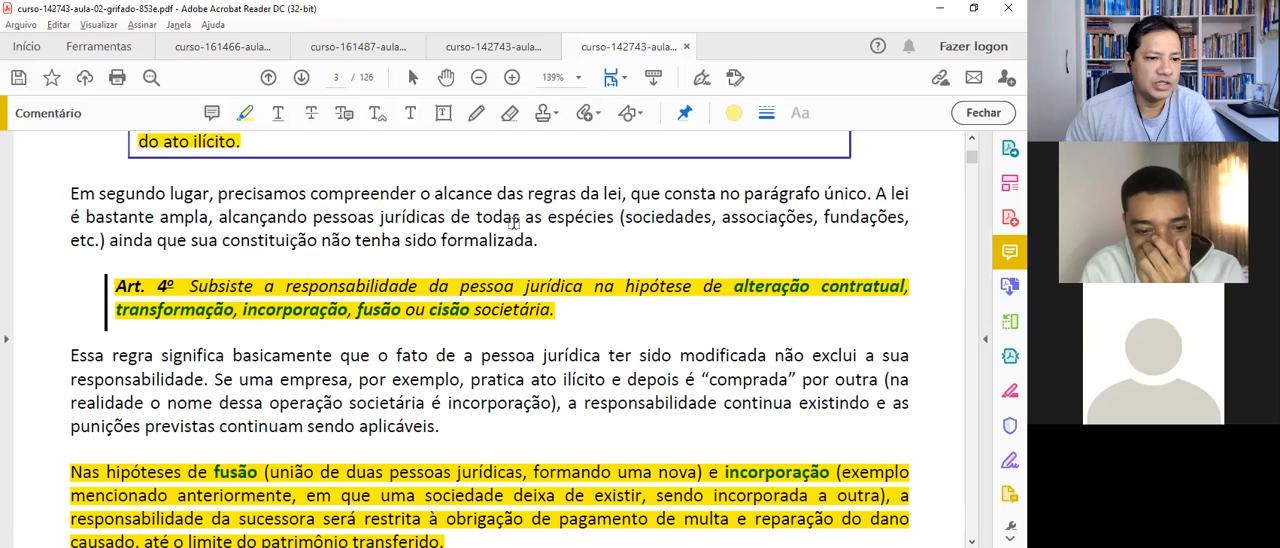 curso-142743-aula-02-grifado-853e.pdf - Adobe Acrobat Reader DC (32-bit)
Arquivo Editar Visualizar Assinar Janela Ajuda
Início Ferramentas curso-161466-aula... curso-161487-aula... curso-142743-aula... curso-142743-aula... × Fazer logon
3 / 126 139%
Comentário Aa Fechar
do ato ilícito.
Em segundo lugar, precisamos compreender o alcance das regras da lei, que consta no parágrafo único. A lei
é bastante ampla, alcançando pessoas jurídicas de todas as espécies (sociedades, associações, fundações,
etc.) ainda que sua constituição não tenha sido formalizada.
Art. 4º Subsiste a responsabilidade da pessoa jurídica na hipótese de alteração contratual,
transformação, incorporação, fusão ou cisão societária.
Essa regra significa basicamente que o fato de a pessoa jurídica ter sido modificada não exclui a sua
responsabilidade. Se uma empresa, por exemplo, pratica ato ilícito e depois é “comprada” por outra (na
realidade o nome dessa operação societária é incorporação), a responsabilidade continua existindo e as
punições previstas continuam sendo aplicáveis.
Nas hipóteses de fusão (união de duas pessoas jurídicas, formando uma nova) e incorporação (exemplo
mencionado anteriormente, em que uma sociedade deixa de existir, sendo incorporada a outra), a
responsabilidade da sucessora será restrita à obrigação de pagamento de multa e reparação do dano
causado, até o limite do patrimônio transferido.